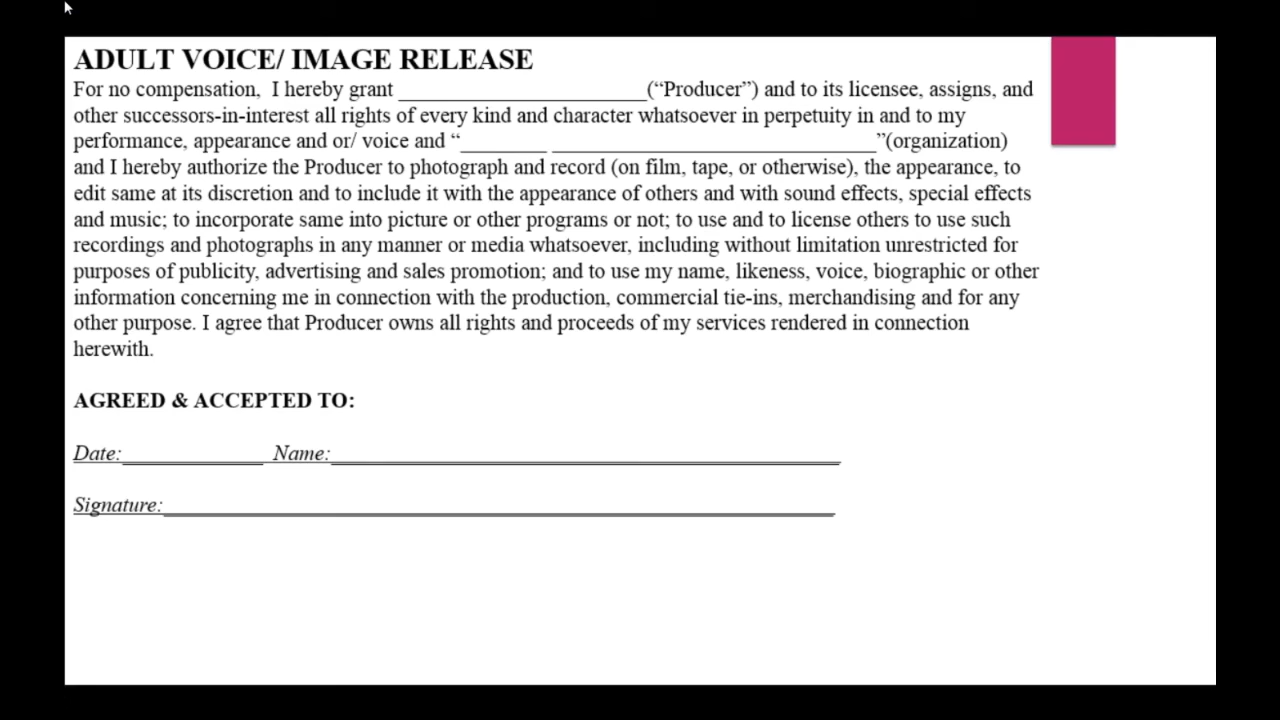 ADULT VOICE/ IMAGE RELEASE
For no compensation,  I hereby grant _______________________(“Producer”) and to its licensee, assigns, and
other successors-in-interest all rights of every kind and character whatsoever in perpetuity in and to my
performance, appearance and or/ voice and “________ ______________________________”(organization)
and I hereby authorize the Producer to photograph and record (on film, tape, or otherwise), the appearance, to
edit same at its discretion and to include it with the appearance of others and with sound effects, special effects
and music; to incorporate same into picture or other programs or not; to use and to license others to use such
recordings and photographs in any manner or media whatsoever, including without limitation unrestricted for
purposes of publicity, advertising and sales promotion; and to use my name, likeness, voice, biographic or other
information concerning me in connection with the production, commercial tie-ins, merchandising and for any
other purpose. I agree that Producer owns all rights and proceeds of my services rendered in connection
herewith.
AGREED & ACCEPTED TO:
Date:_____________ Name:_______________________________________________
Signature:______________________________________________________________